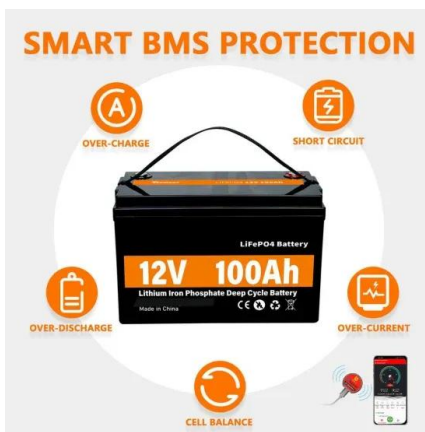 SMART BMS PROTECTION
A
OVER-CHARGE
SHORT CIRCUIT
LiFePO4 Battery
12V 100Ah
Lithium Iron Phosphate Deep Cycle Battery
Made in China
CE
OVER-DISCHARGE
OVER-CURRENT
CELL BALANCE